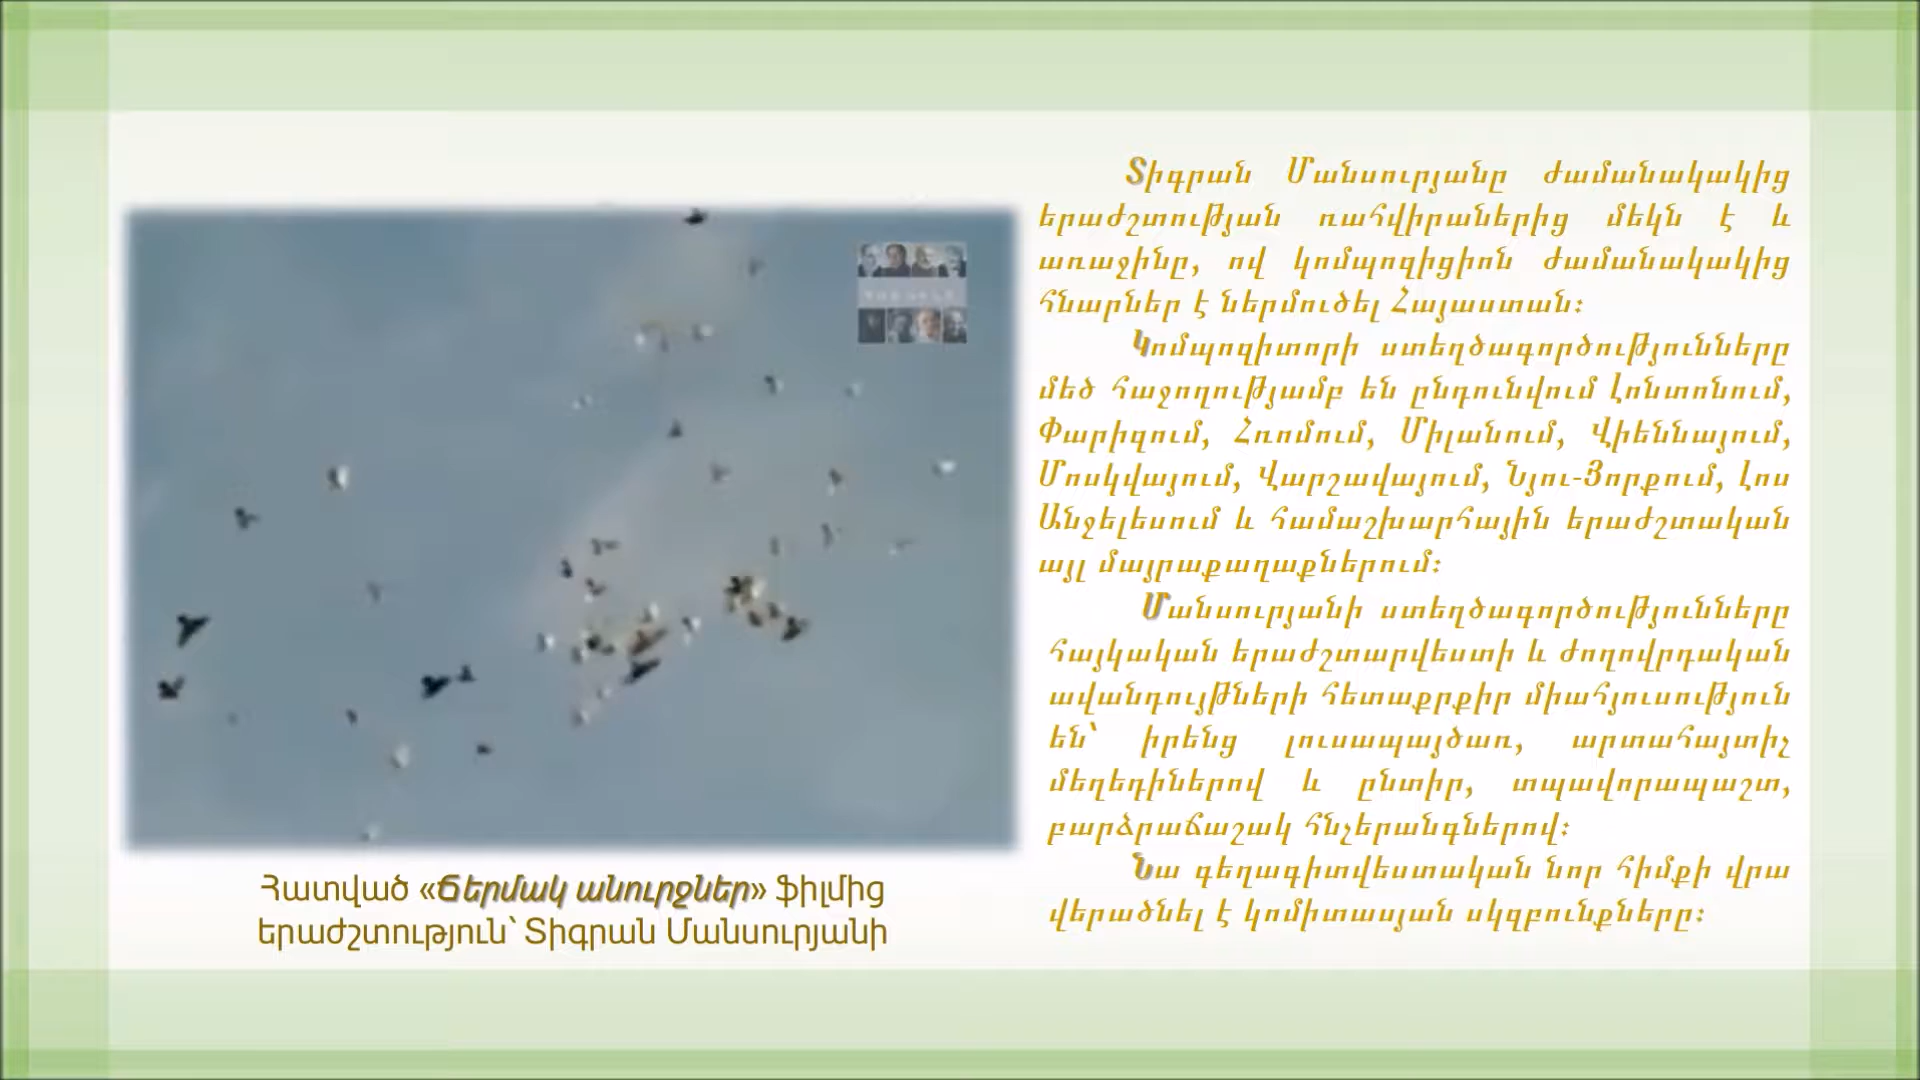 Տիգրան Մանսուրյանը ժամանակակից
երաժշտության ռահվիրաներից մեկն է և
առաջինը, ով կոմպոզիցիոն ժամանակակից
հնարներ է ներմուծել Հայաստան։
Կոմպոզիտորի ստեղծագործությունները
մեծ հաջողությամբ են ընդունվում Լոնտոնում,
Փարիզում, Հռոմում, Միլանում, Վիեննայում,
Մոսկվայում, Վարշավայում, Նյու-Յորքում, Լոս
Անջելեսում և համաշխարհային երաժշտական
այլ մայրաքաղաքներում։
Մանսուրյանի ստեղծագործությունները
հայկական երաժշտարվեստի և ժողովրդական
ավանդույթների հետաքրքիր միահյուսություն
են՝ իրենց լուսապայծառ, արտահայտիչ
մեղեդիներով և ընտիր, տպավորապաշտ,
բարձրաճաշակ հնչերանգներով։
Նա գեղագիտվեստական նոր հիմքի վրա
վերածնել է կոմիտասյան սկզբունքները։
Հատված «Ճերմակ անուրջներ» ֆիլմից
երաժշտություն՝ Տիգրան Մանսուրյանի